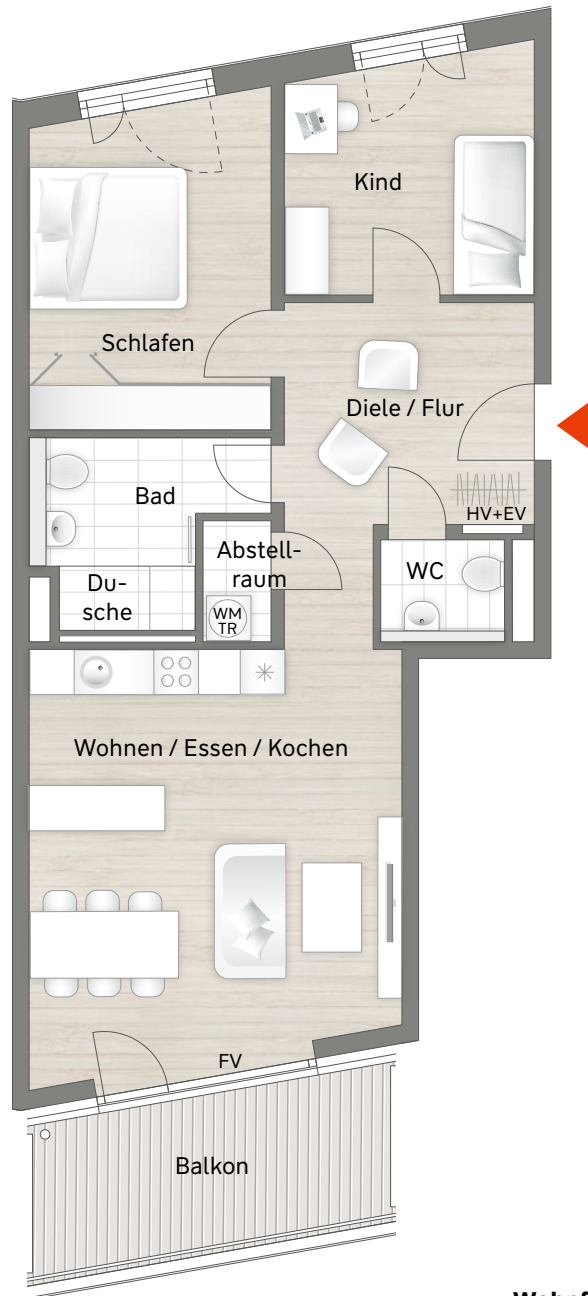 Kind
Schlafen
Diele / Flur
Bad
HV+EV
Abstell-
raum
WC
Du-
sche
WM
TR
Wohnen / Essen / Kochen
FV
Balkon